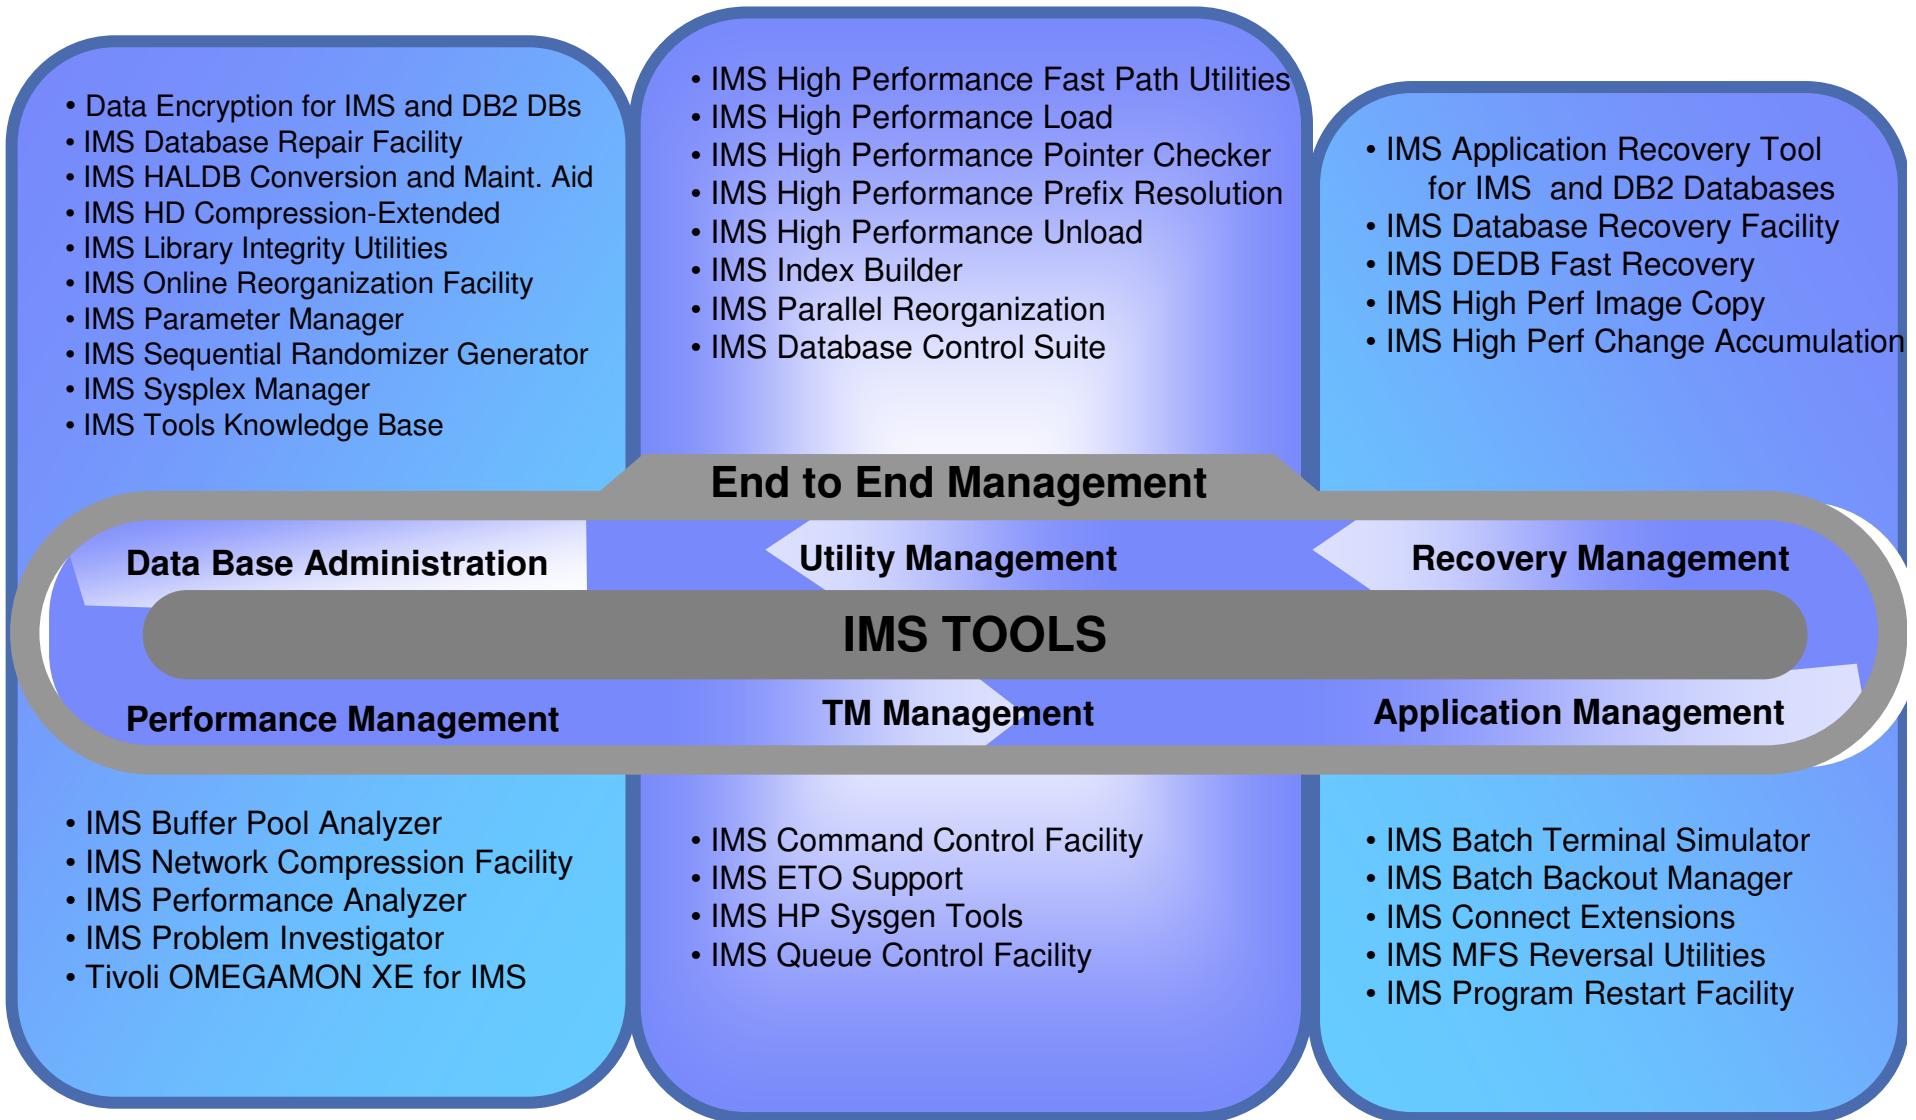 • Data Encryption for IMS and DB2 DBs
• IMS Database Repair Facility
• IMS HALDB Conversion and Maint. Aid
• IMS HD Compression-Extended
• IMS Library Integrity Utilities
• IMS Online Reorganization Facility
• IMS Parameter Manager
• IMS Sequential Randomizer Generator
• IMS Sysplex Manager
• IMS Tools Knowledge Base
• IMS High Performance Fast Path Utilities
• IMS High Performance Load
• IMS High Performance Pointer Checker
• IMS High Performance Prefix Resolution
• IMS High Performance Unload
• IMS Index Builder
• IMS Parallel Reorganization
• IMS Database Control Suite
• IMS Application Recovery Tool
for IMS and DB2 Databases
• IMS Database Recovery Facility
• IMS DEDB Fast Recovery
• IMS High Perf Image Copy
• IMS High Perf Change Accumulation
End to End Management
Data Base Administration
Utility Management
Recovery Management
IMS TOOLS
Performance Management
TM Management
Application Management
• IMS Buffer Pool Analyzer
• IMS Network Compression Facility
• IMS Performance Analyzer
• IMS Problem Investigator
• Tivoli OMEGAMON XE for IMS
• IMS Command Control Facility
• IMS ETO Support
• IMS HP Sysgen Tools
• IMS Queue Control Facility
• IMS Batch Terminal Simulator
• IMS Batch Backout Manager
• IMS Connect Extensions
• IMS MFS Reversal Utilities
• IMS Program Restart Facility